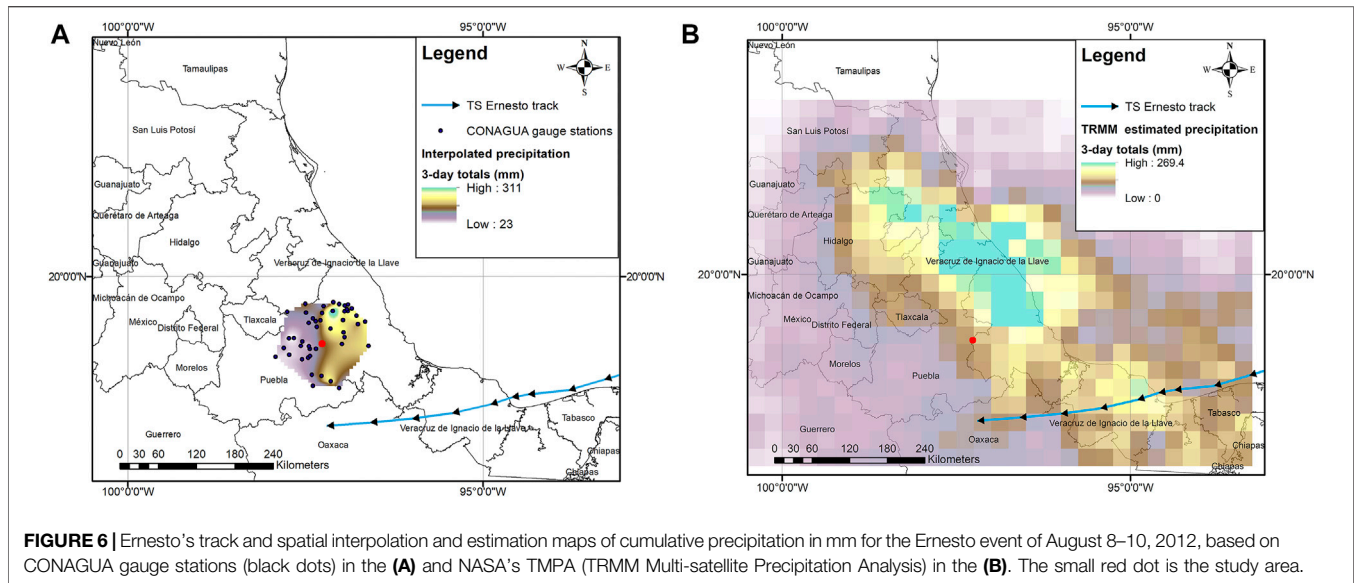 A
100°0'0"W
95°0'0"W
Nuevo León
Tamaulipas
San Luis Potosí
Guanajuato
Querétaro de Arteaga
Hidalgo
Guanajuato
20°0'0"N
Veracruz de Ignacio de la Llave
20°0'0"N
Michoacán de Ocampo
México
Distrito Federal
Tlaxcala
Morelos
Puebla
Guerrero
Oaxaca
Veracruz de Ignacio de la Llave
Tabasco
Chiapas
Chiapas
Legend
N
W E
S
TS Ernesto track
CONAGUA gauge stations
Interpolated precipitation
3-day totals (mm)
High : 311
Low : 23
0 30 60 120 180 240
Kilometers
100°0'0"W
95°0'0"W
B
100°0'0"W
95°0'0"W
Nuevo León
Tamaulipas
San Luis Potosí
Guanajuato
Querétaro de Arteaga
Hidalgo
Guanajuato
20°0'0"N
Veracruz de Ignacio de la Llave
20°0'0"N
Michoacán de Ocampo
México
Distrito Federal
Tlaxcala
Morelos
Puebla
Guerrero
Oaxaca
Veracruz de Ignacio de la Llave
Tabasco
Chiapas
Chiapas
Legend
N
W E
S
TS Ernesto track
TRMM estimated precipitation
3-day totals (mm)
High : 269.4
Low : 0
0 30 60 120 180 240
Kilometers
100°0'0"W
95°0'0"W
FIGURE 6 | Ernesto's track and spatial interpolation and estimation maps of cumulative precipitation in mm for the Ernesto event of August 8–10, 2012, based on
CONAGUA gauge stations (black dots) in the (A) and NASA's TMPA (TRMM Multi-satellite Precipitation Analysis) in the (B). The small red dot is the study area.